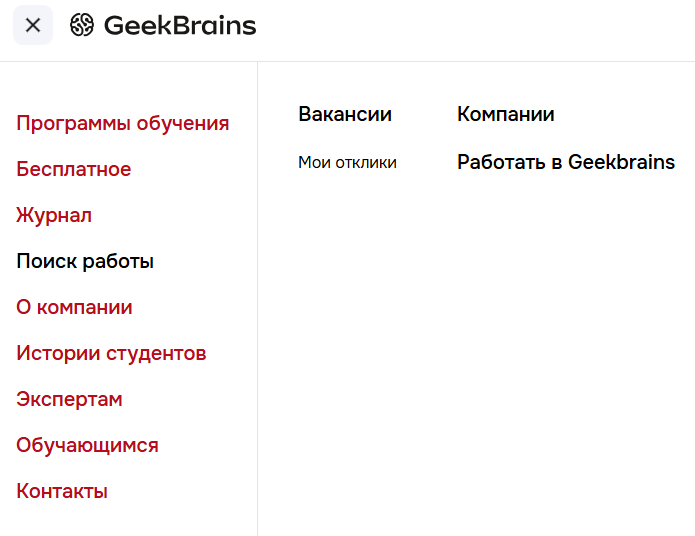 GeekBrains
Программы обучения
Бесплатное
Журнал
Поиск работы
О компании
Истории студентов
Экспертам
Обучающимся
Контакты
Вакансии
Мои отклики
Компании
Работать в Geekbrains